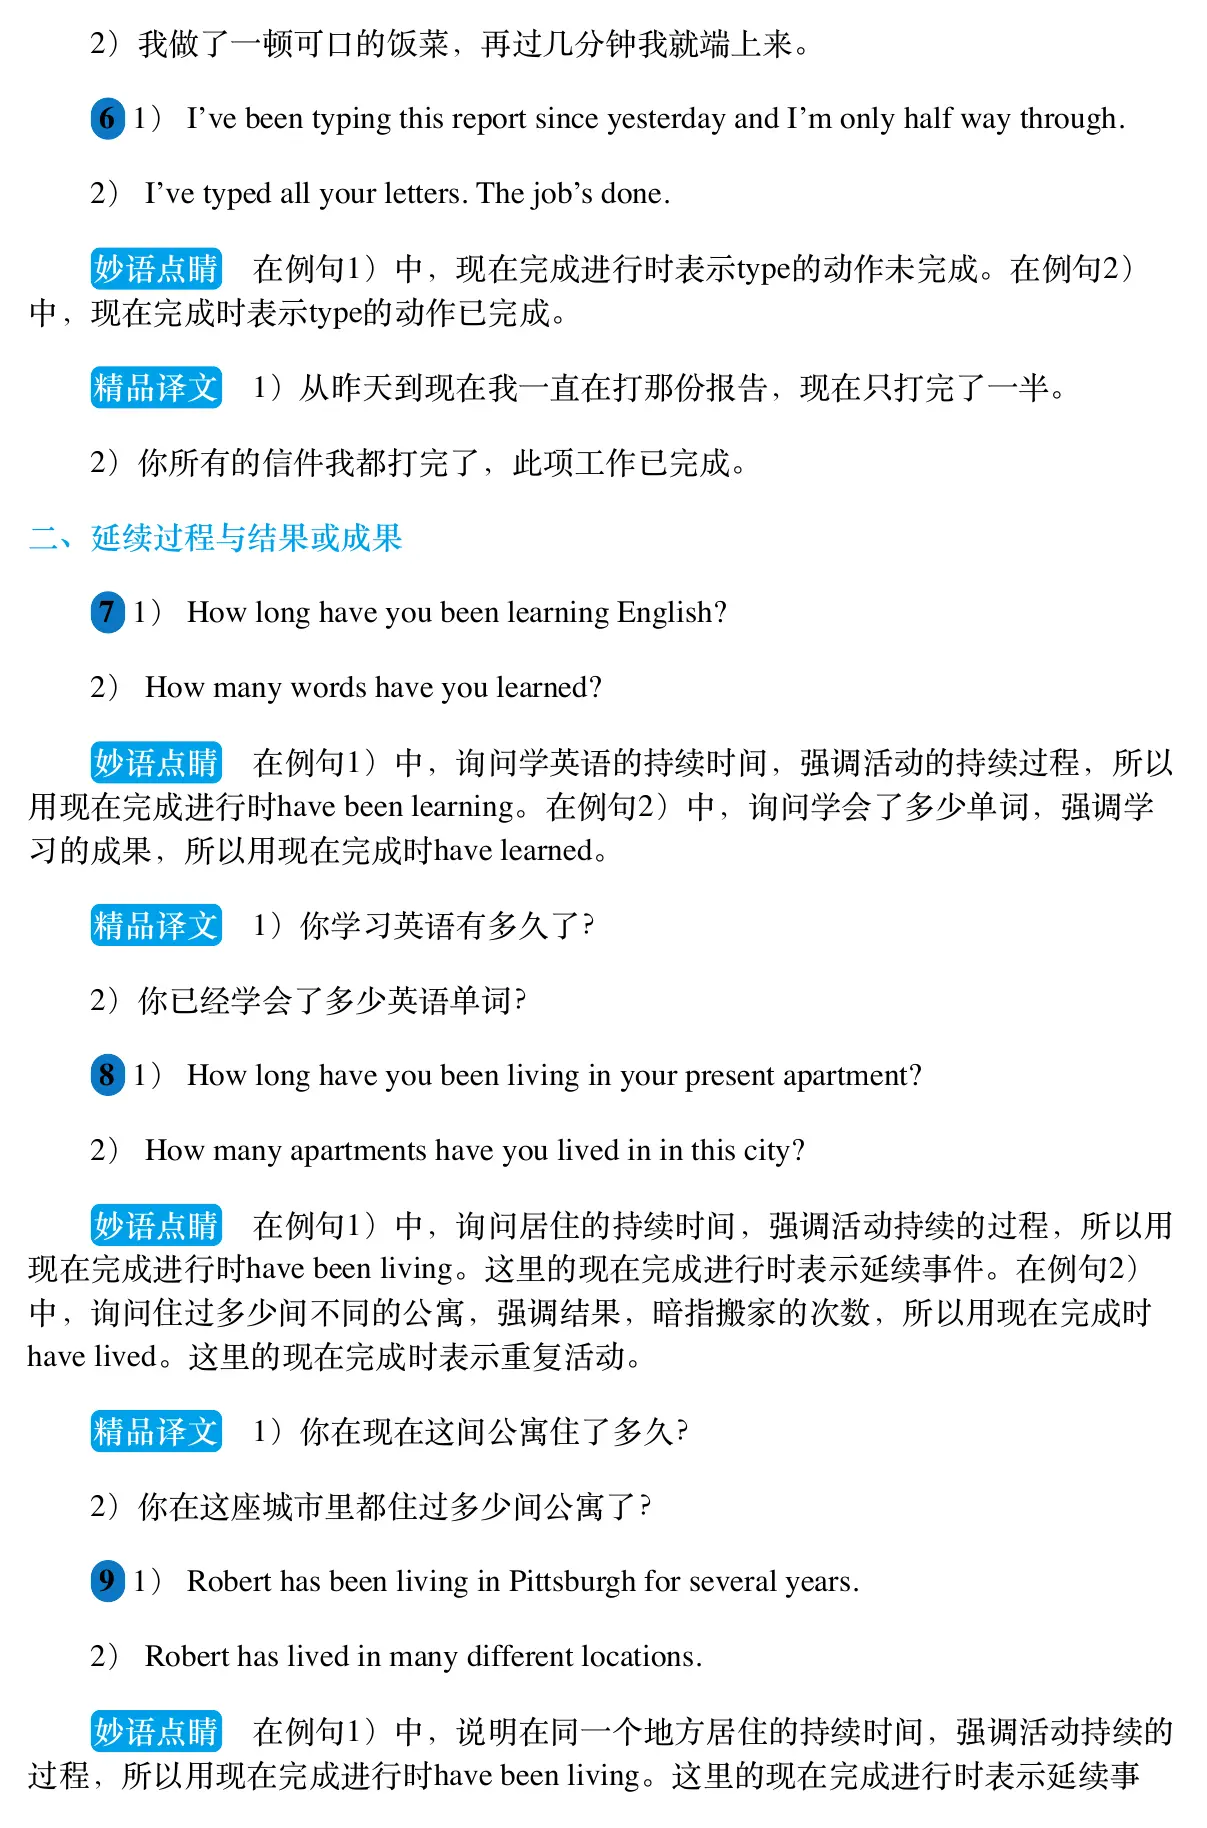 2）我做了一顿可口的饭菜，再过几分钟我就端上来。
6 1） I’ve been typing this report since yesterday and I’m only half way through.
2） I’ve typed all your letters. The job’s done.
妙语点睛 在例句1）中，现在完成进行时表示type的动作未完成。在例句2）
中，现在完成时表示type的动作已完成。
精品译文 1）从昨天到现在我一直在打那份报告，现在只打完了一半。
2）你所有的信件我都打完了，此项工作已完成。
二、延续过程与结果或成果
7 1） How long have you been learning English?
2） How many words have you learned?
妙语点睛 在例句1）中，询问学英语的持续时间，强调活动的持续过程，所以
用现在完成进行时have been learning。在例句2）中，询问学会了多少单词，强调学
习的成果，所以用现在完成时have learned。
精品译文 1）你学习英语有多久了?
2）你已经学会了多少英语单词?
8 1） How long have you been living in your present apartment?
2） How many apartments have you lived in in this city?
妙语点睛 在例句1）中，询问居住的持续时间，强调活动持续的过程，所以用
现在完成进行时have been living。这里的现在完成进行时表示延续事件。在例句2）
中，询问住过多少间不同的公寓，强调结果，暗指搬家的次数，所以用现在完成时
have lived。这里的现在完成时表示重复活动。
精品译文 1）你在现在这间公寓住了多久?
2）你在这座城市里都住过多少间公寓了?
9 1） Robert has been living in Pittsburgh for several years.
2） Robert has lived in many different locations.
妙语点睛 在例句1）中，说明在同一个地方居住的持续时间，强调活动持续的
过程，所以用现在完成进行时have been living。这里的现在完成进行时表示延续事